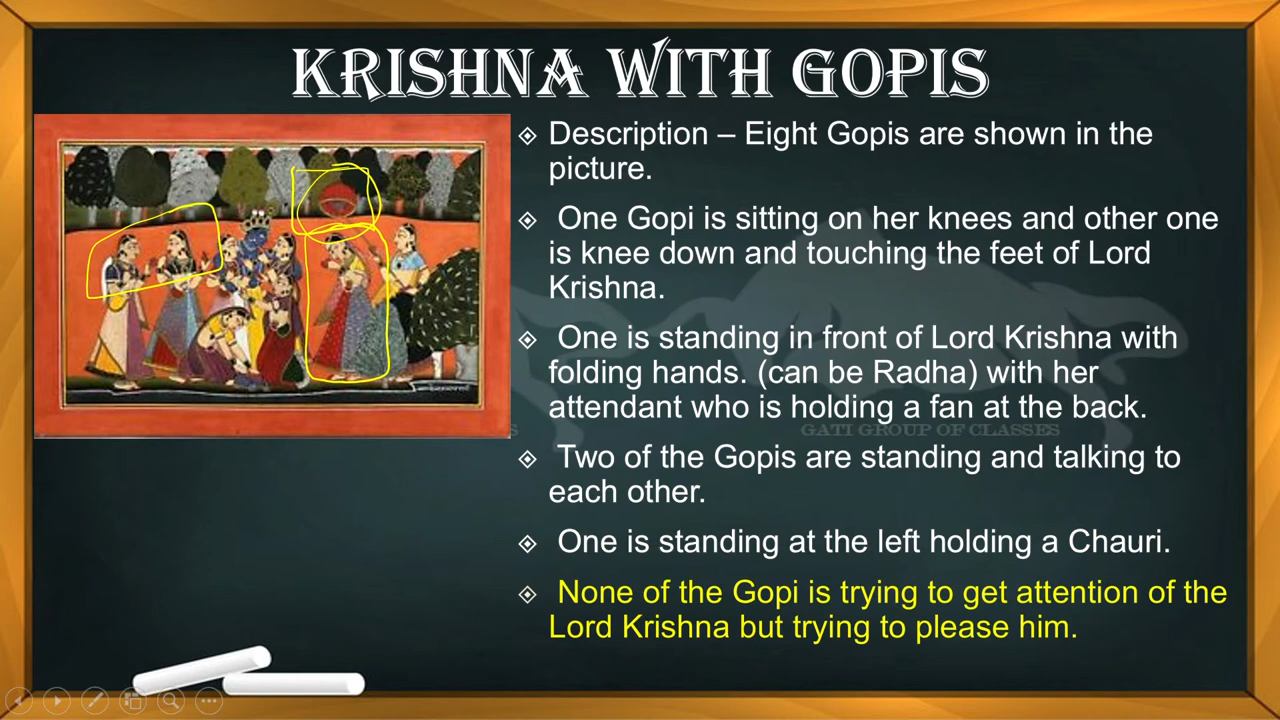 KRISHNA WITH GOPIS
Description – Eight Gopis are shown in the
picture.
One Gopi is sitting on her knees and other one
is knee down and touching the feet of Lord
Krishna.
One is standing in front of Lord Krishna with
folding hands. (can be Radha) with her
attendant who is holding a fan at the back.
GATI GROUP OF CLASSES
Two of the Gopis are standing and talking to
each other.
One is standing at the left holding a Chauri.
None of the Gopi is trying to get attention of the
Lord Krishna but trying to please him.